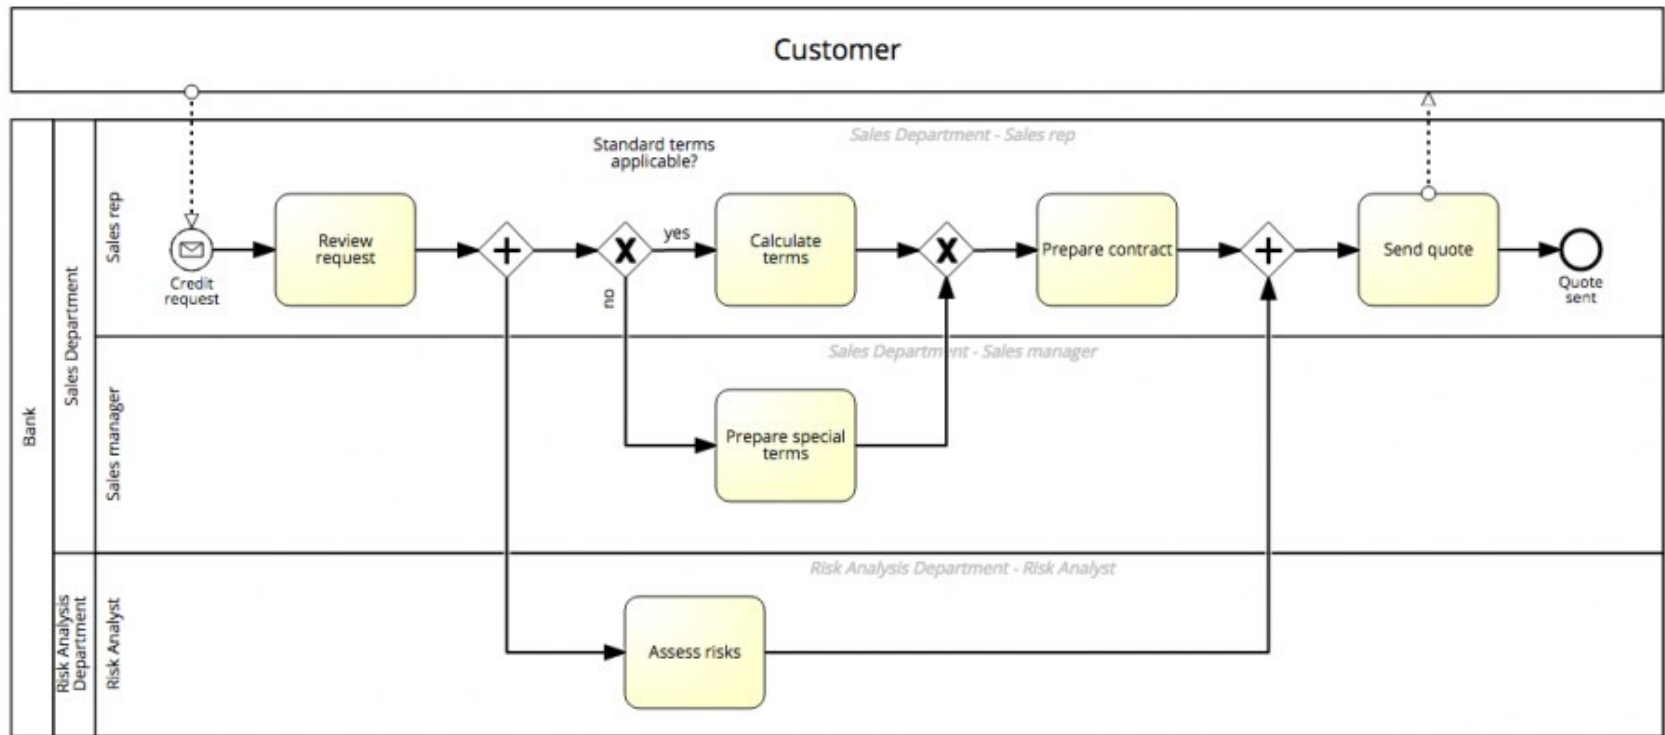 Customer
Sales Department - Sales rep
Standard terms
applicable?
Sales rep
Review
request
yes
Calculate
terms
Prepare contract
Send quote
Credit
request
no
Quote
sent
Bank
Sales Department
Sales Department - Sales manager
Sales manager
Prepare special
terms
Risk Analysis Department - Risk Analyst
Risk Analysis
Department
Risk Analyst
Assess risks